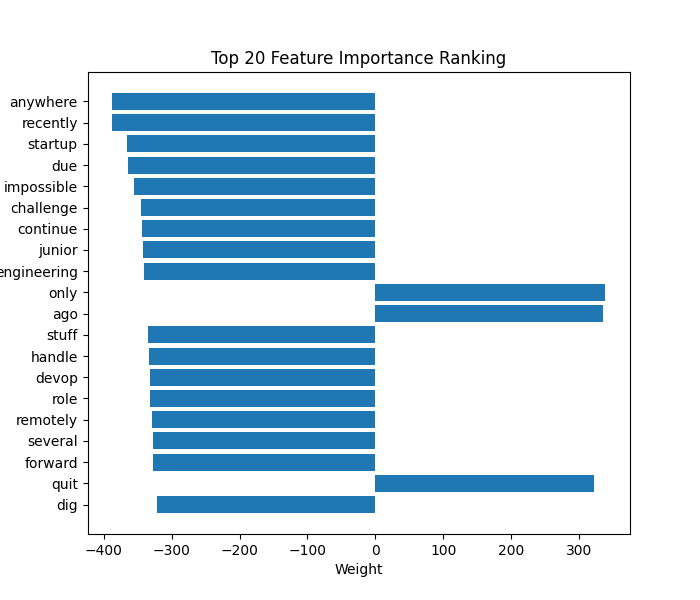 Top 20 Feature Importance Ranking
anywhere
recently
startup
due
impossible
challenge
continue
junior
engineering
only
ago
stuff
handle
devop
role
remotely
several
forward
quit
dig
−400 −300 −200 −100 0 100 200 300
Weight